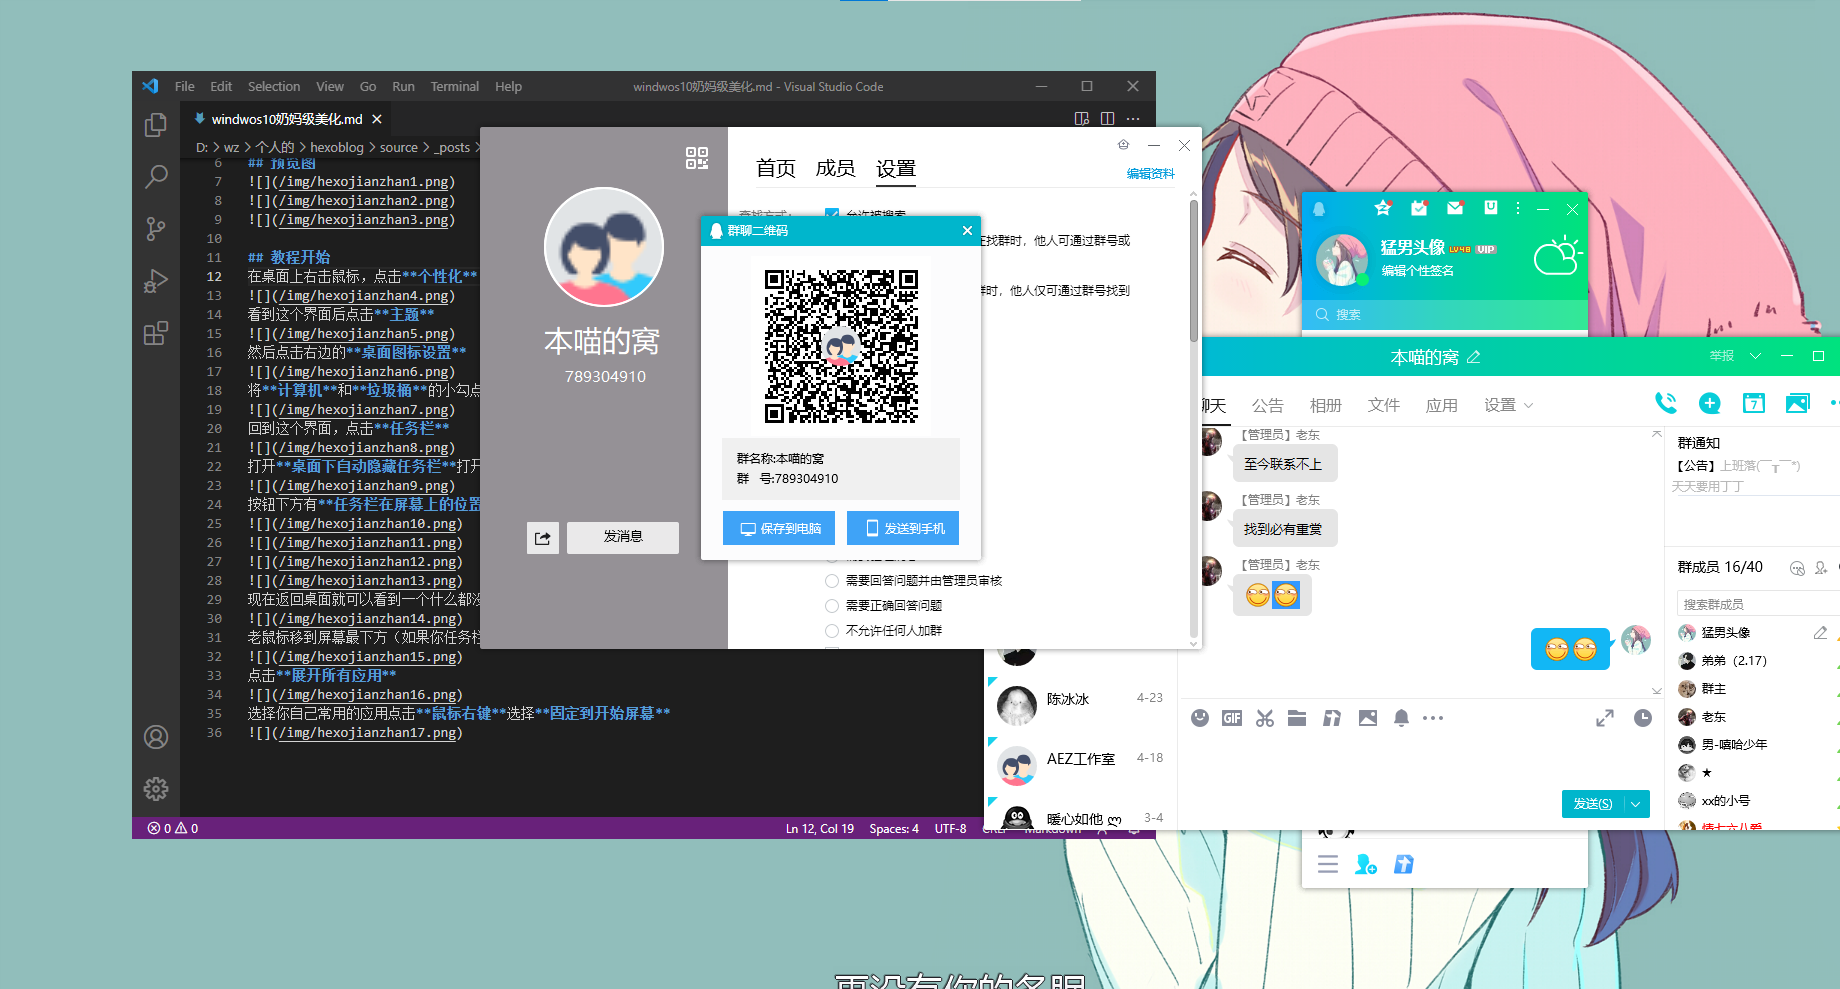 File Edit Selection View Go Run Terminal Help
windwos10奶妈级美化.md - Visual Studio Code
windwos10奶妈级美化.md
D: > wz > 个人的 > hexoblog > source > _posts >
6 ## 预览图
7 ![](/img/hexojianzhan1.png)
8 ![](/img/hexojianzhan2.png)
9 ![](/img/hexojianzhan3.png)
10
11 ## 教程开始
12 在桌面上右击鼠标，点击**个性化**
13 ![](/img/hexojianzhan4.png)
14 看到这个界面后点击**主题**
15 ![](/img/hexojianzhan5.png)
16 然后点击右边的**桌面图标设置**
17 ![](/img/hexojianzhan6.png)
18 将**计算机**和**垃圾桶**的小勾点
19 ![](/img/hexojianzhan7.png)
20 回到这个界面，点击**任务栏**
21 ![](/img/hexojianzhan8.png)
22 打开**桌面下自动隐藏任务栏**打开
23 ![](/img/hexojianzhan9.png)
24 按钮下方有**任务栏在屏幕上的位置
25 ![](/img/hexojianzhan10.png)
26 ![](/img/hexojianzhan11.png)
27 ![](/img/hexojianzhan12.png)
28 ![](/img/hexojianzhan13.png)
29 现在返回桌面就可以看到一个什么都没
30 ![](/img/hexojianzhan14.png)
31 老鼠标移到屏幕最下方（如果你任务栏
32 ![](/img/hexojianzhan15.png)
33 点击**展开所有应用**
34 ![](/img/hexojianzhan16.png)
35 选择你自己常用的应用点击**鼠标右键**选择**固定到开始屏幕**
36 ![](/img/hexojianzhan17.png)
0 0
Ln 12, Col 19 Spaces: 4 UTF-8 CRLF Markdown
本喵的窝
789304910
发消息
首页 成员 设置
编辑资料
查找方式：
允许被搜索
在找群时，他人可通过群号或
群时，他人仅可通过群号找到
需要回答问题并由管理员审核
需要正确回答问题
不允许任何人加群
群聊二维码
群名称:本喵的窝
群 号:789304910
保存到电脑
发送到手机
猛男头像 LV48 VIP
编辑个性签名
搜索
本喵的窝
举报
聊天 公告 相册 文件 应用 设置
7
【管理员】老东
至今联系不上
【管理员】老东
找到必有重赏
【管理员】老东
GIF
发送(S)
陈冰冰 4-23
AEZ工作室 4-18
暖心如他 ღ 3-4
群通知
【公告】上班落(￣┰￣*)
天天要用丁丁
群成员 16/40
搜索群成员
猛男头像
弟弟（2.17）
群主
老东
男-嘻哈少年
★
xx的小号
情七六八爱
再没有你的多眠